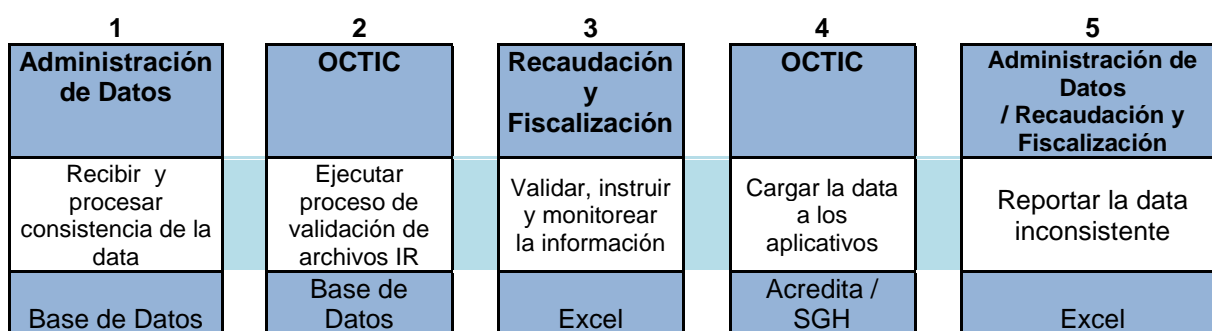 1
Administración
de Datos
Recibir y
procesar
consistencia de la
data
Base de Datos
2
OCTIC
Ejecutar
proceso de
validación de
archivos IR
Base de
Datos
3
Recaudación
y
Fiscalización
Validar, instruir
y monitorear
la información
Excel
4
OCTIC
Cargar la data
a los
aplicativos
Acredita /
SGH
5
Administración de
Datos
/ Recaudación y
Fiscalización
Reportar la data
inconsistente
Excel